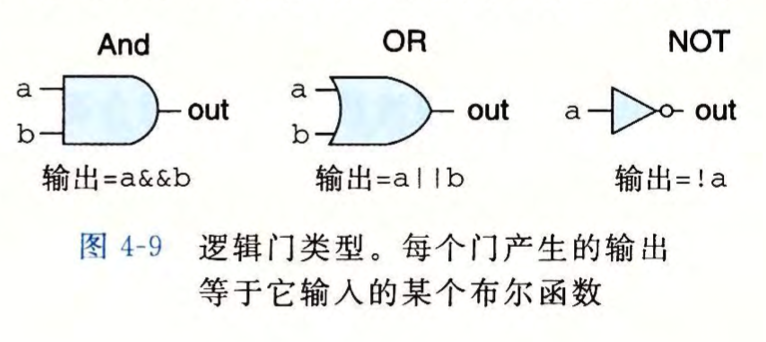 And OR NOT
a out a out a out
b b
输出=a&&b 输出=a||b 输出=!a
图 4-9 逻辑门类型。每个门产生的输出
等于它输入的某个布尔函数